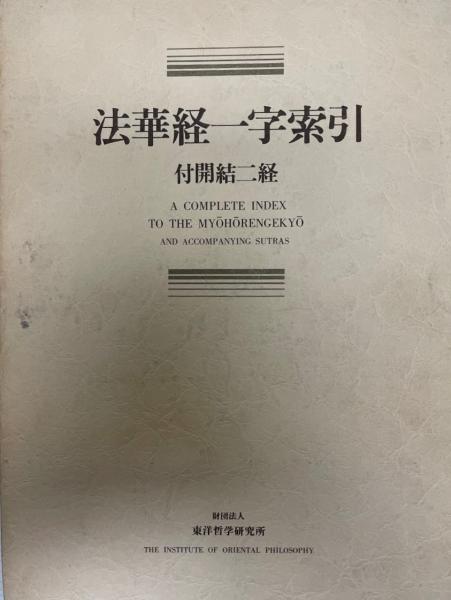 法華経一字索引
付開結二経
A COMPLETE INDEX
TO THE MYŌHŌRENGEKYŌ
AND ACCOMPANYING SUTRAS
財団法人
東洋哲学研究所
THE INSTITUTE OF ORIENTAL PHILOSOPHY